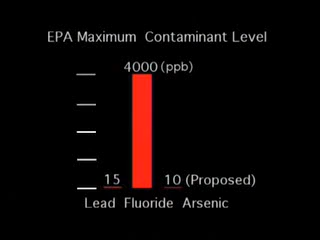 EPA Maximum Contaminant Level
4000 (ppb)
15 10 (Proposed)
Lead Fluoride Arsenic